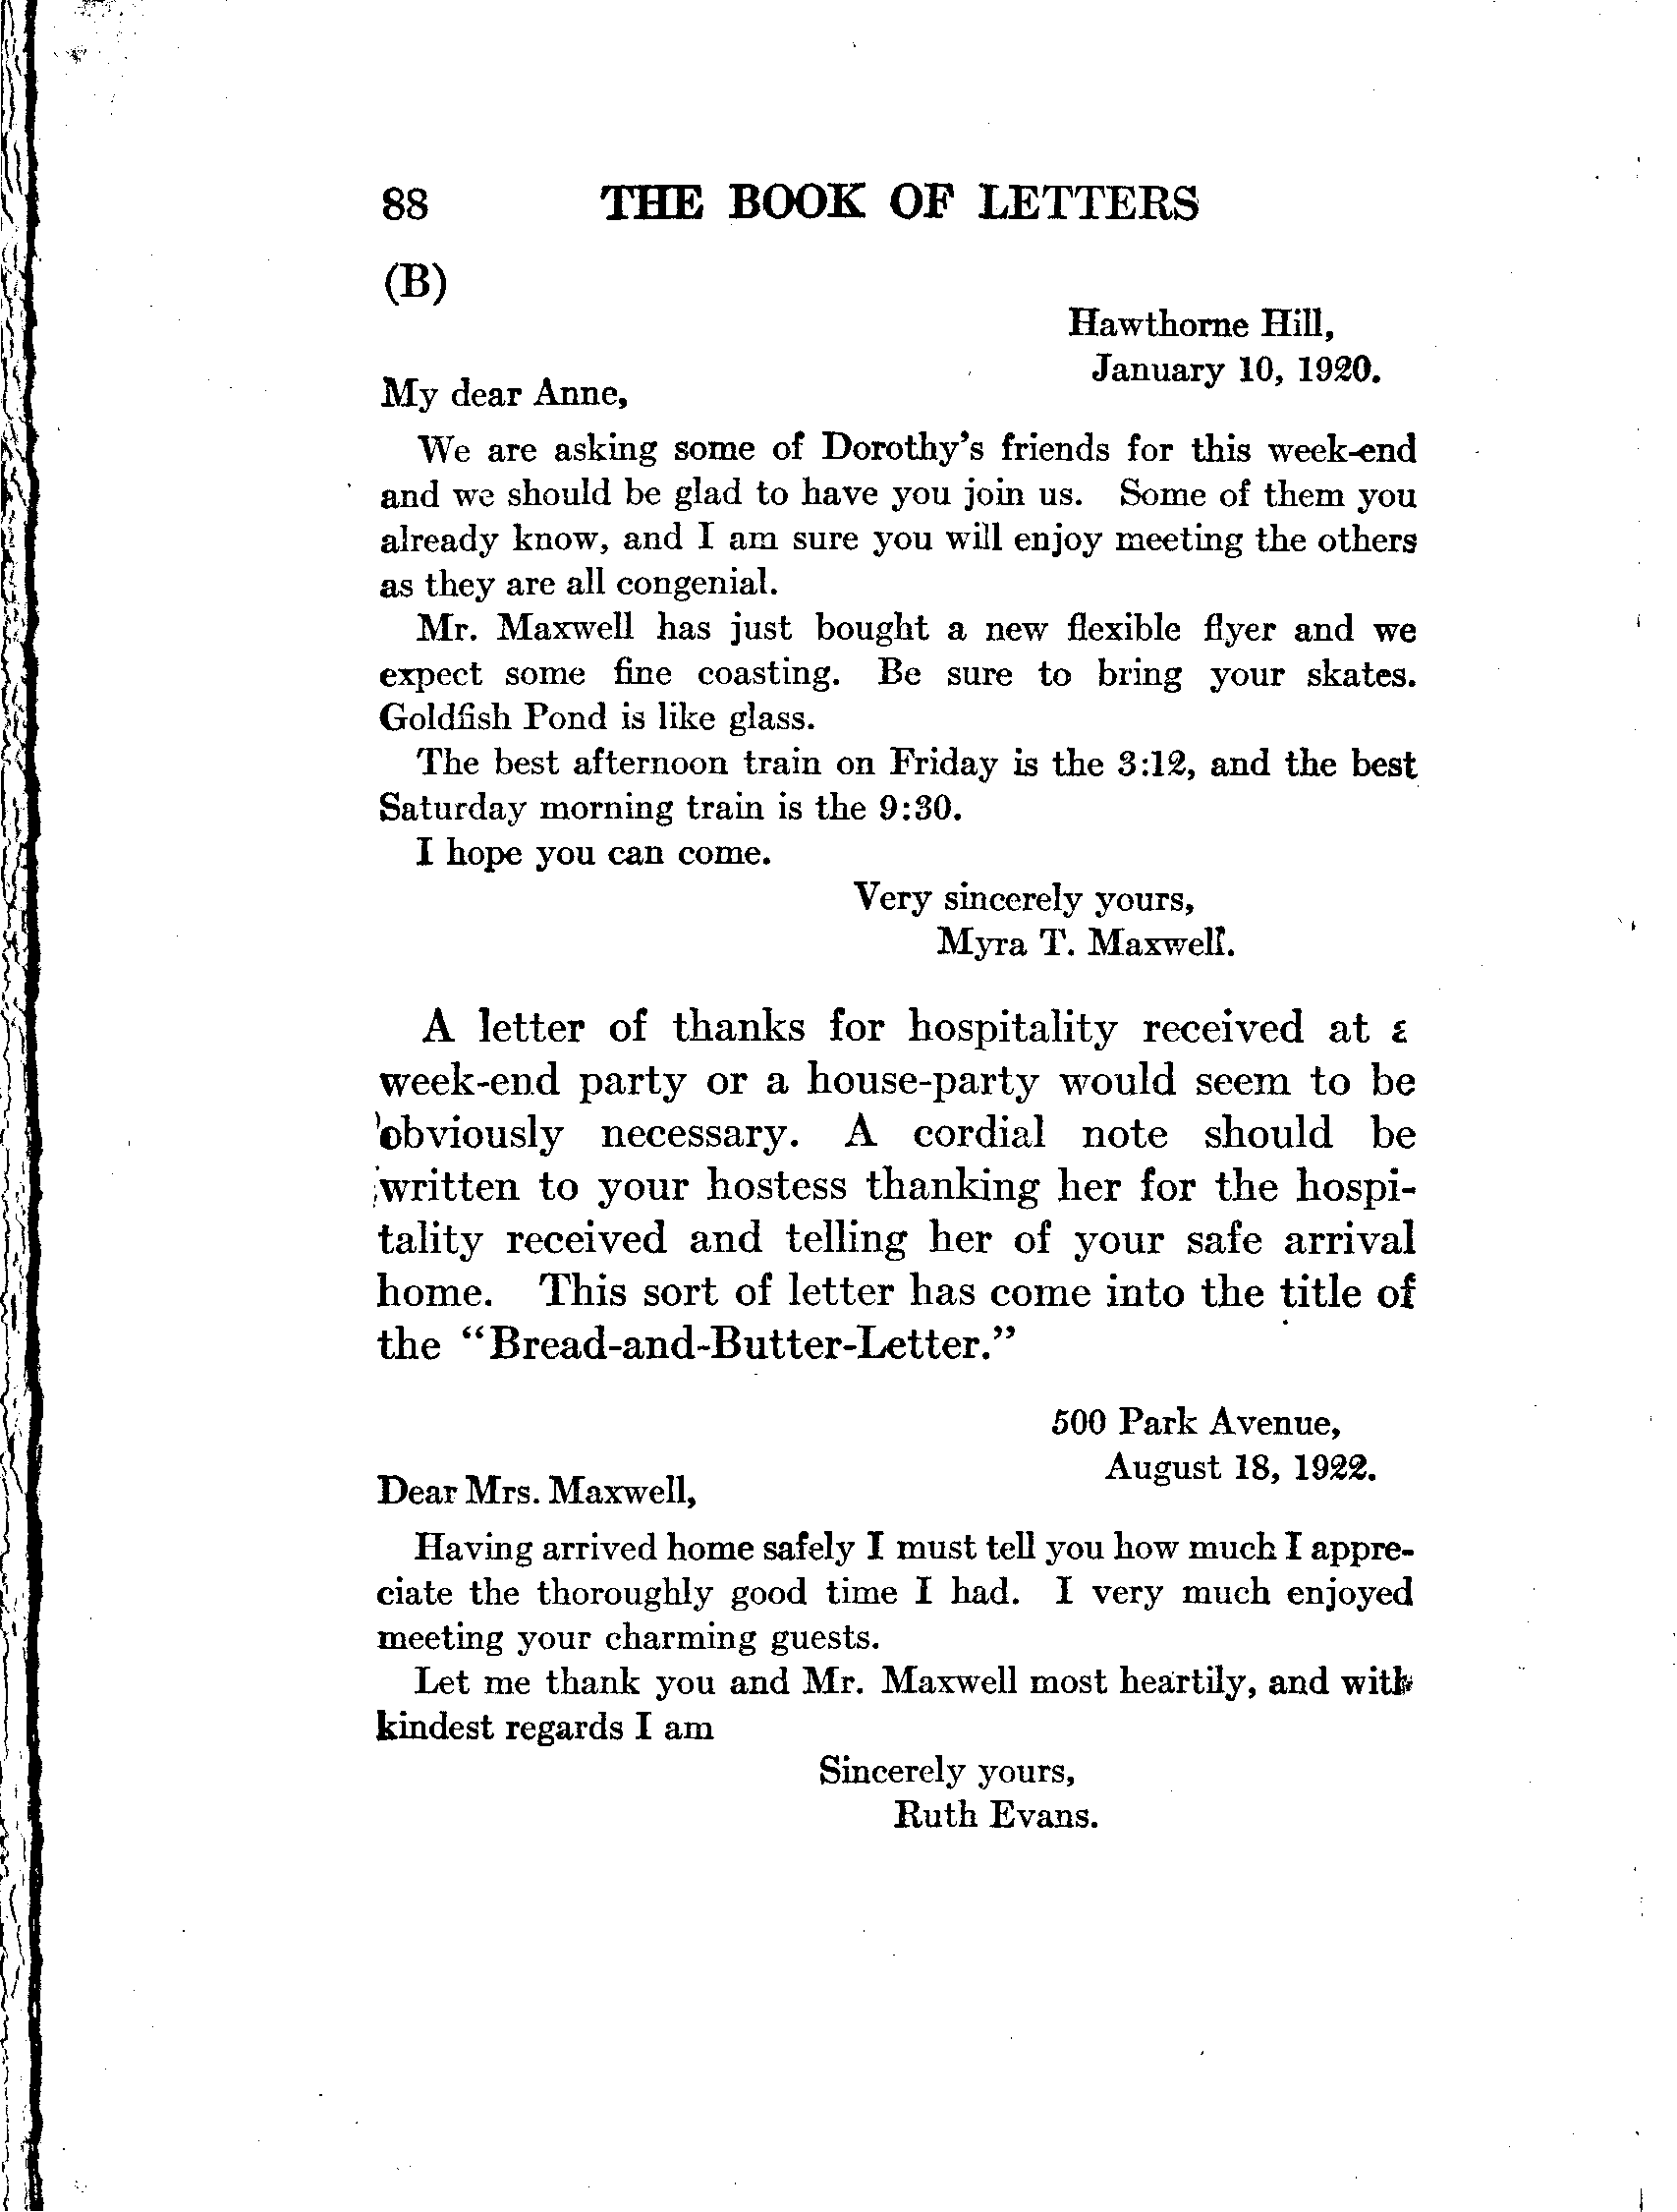 88 THE BOOK OF LETTERS
(B)
Hawthorne Hill,
January 10, 1920.
My dear Anne,
We are asking some of Dorothy's friends for this week-end
and we should be glad to have you join us. Some of them you
already know, and I am sure you will enjoy meeting the others
as they are all congenial.
Mr. Maxwell has just bought a new flexible flyer and we
expect some fine coasting. Be sure to bring your skates.
Goldfish Pond is like glass.
The best afternoon train on Friday is the 3:12, and the best
Saturday morning train is the 9:30.
I hope you can come.
Very sincerely yours,
Myra T. Maxwell.
A letter of thanks for hospitality received at a
week-end party or a house-party would seem to be
obviously necessary. A cordial note should be
written to your hostess thanking her for the hospi-
tality received and telling her of your safe arrival
home. This sort of letter has come into the title of
the "Bread-and-Butter-Letter."
500 Park Avenue,
August 18, 1922.
Dear Mrs. Maxwell,
Having arrived home safely I must tell you how much I appre-
ciate the thoroughly good time I had. I very much enjoyed
meeting your charming guests.
Let me thank you and Mr. Maxwell most heartily, and with
kindest regards I am
Sincerely yours,
Ruth Evans.